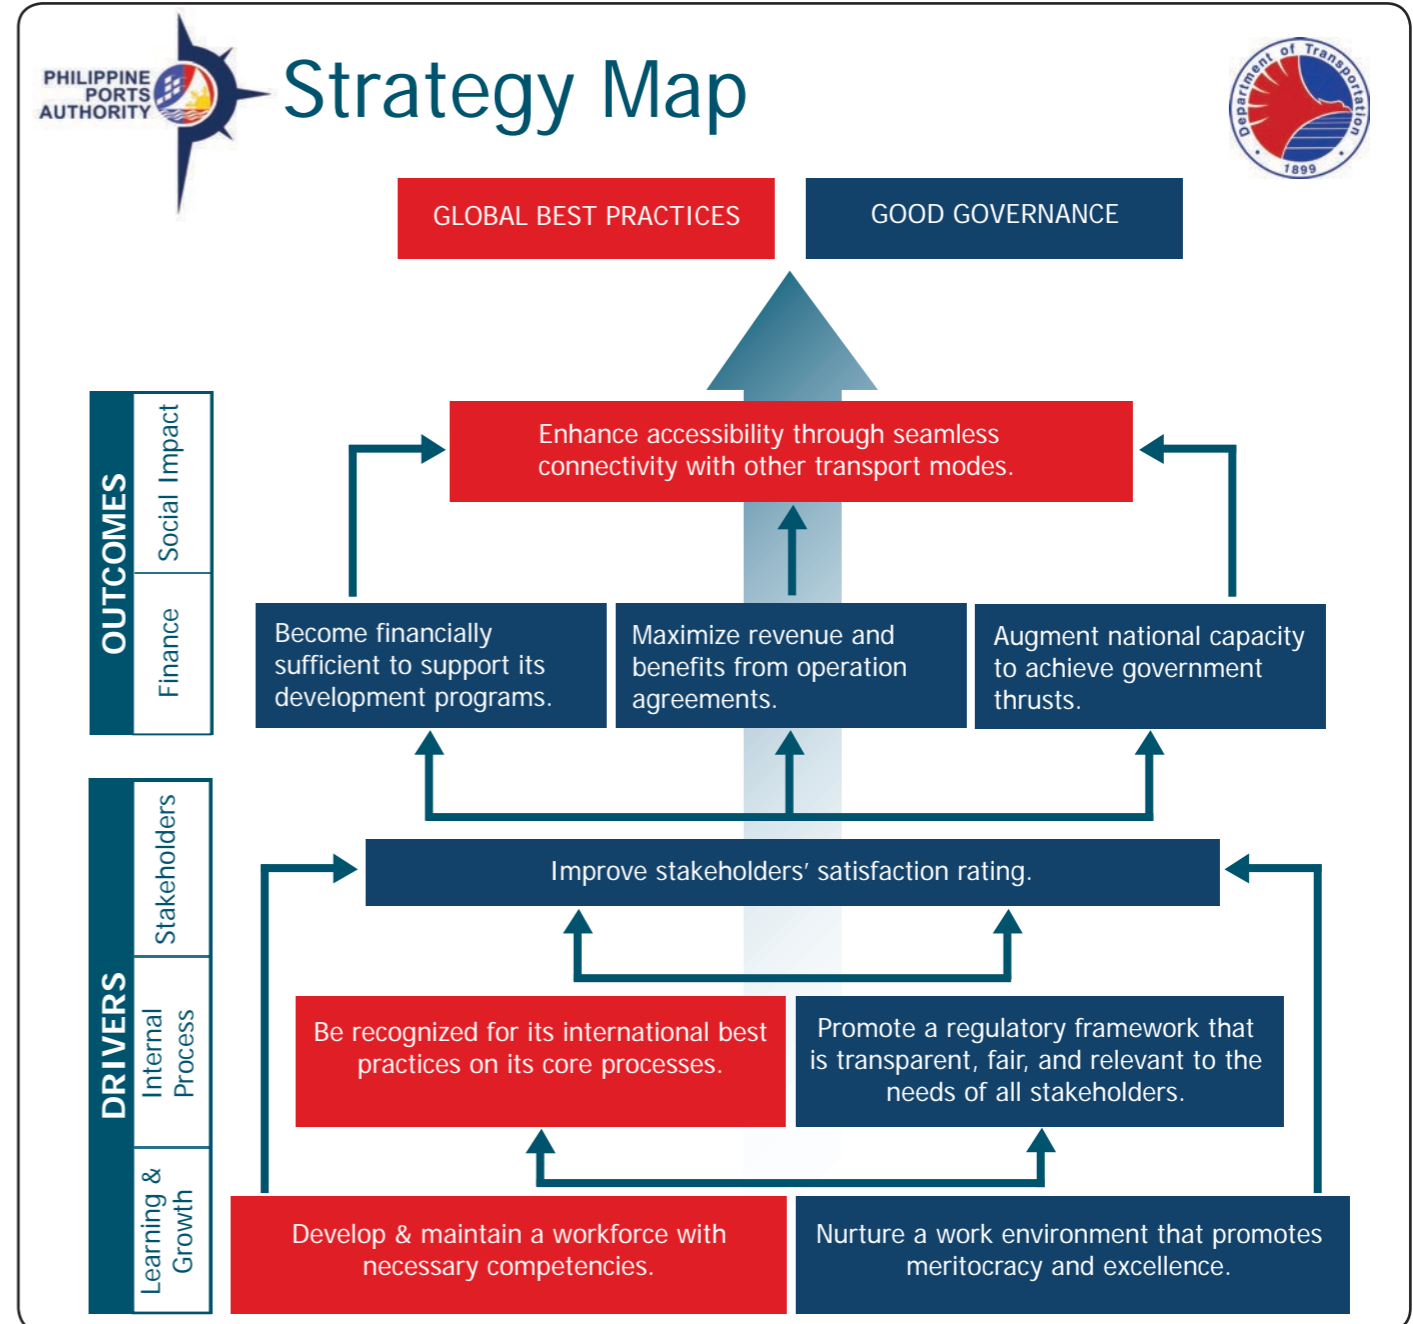 PHILIPPINE
PORTS
AUTHORITY
Strategy Map
Department of Transportation
1899
GLOBAL BEST PRACTICES
GOOD GOVERNANCE
OUTCOMES
Social Impact
Enhance accessibility through seamless
connectivity with other transport modes.
Finance
Become financially
sufficient to support its
development programs.
Maximize revenue and
benefits from operation
agreements.
Augment national capacity
to achieve government
thrusts.
DRIVERS
Stakeholders
Improve stakeholders’ satisfaction rating.
Internal
Process
Be recognized for its international best
practices on its core processes.
Promote a regulatory framework that
is transparent, fair, and relevant to the
needs of all stakeholders.
Learning &
Growth
Develop & maintain a workforce with
necessary competencies.
Nurture a work environment that promotes
meritocracy and excellence.